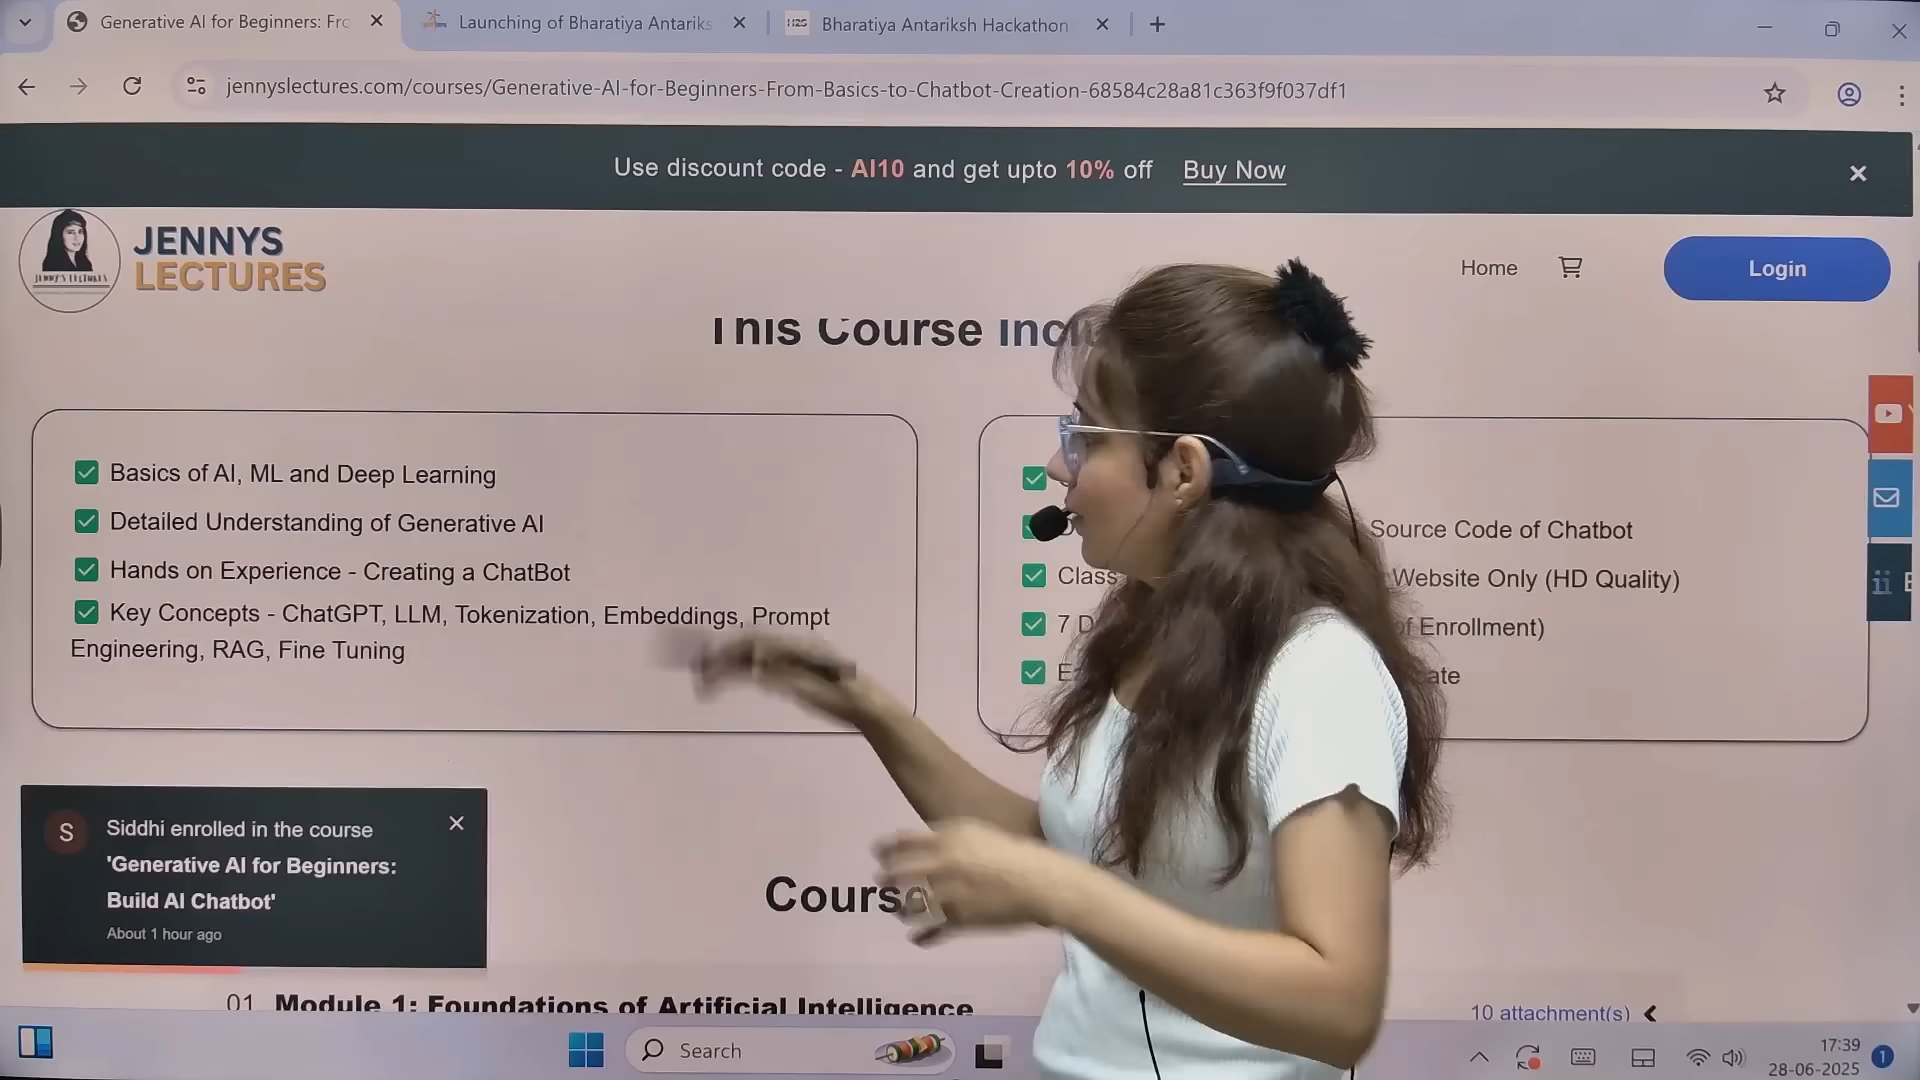 Generative AI for Beginners: Fro
Launching of Bharatiya Antariks
H2S
Bharatiya Antariksh Hackathon
jennyslectures.com/courses/Generative-AI-for-Beginners-From-Basics-to-Chatbot-Creation-68584c28a81c363f9f037df1
Use discount code - AI10 and get upto 10% off Buy Now
JENNY'S LECTURES
JENNYS
LECTURES
Home
Login
This Course Incl
Basics of AI, ML and Deep Learning
Detailed Understanding of Generative AI
Hands on Experience - Creating a ChatBot
Key Concepts - ChatGPT, LLM, Tokenization, Embeddings, Prompt
Engineering, RAG, Fine Tuning
Source Code of Chatbot
Class Website Only (HD Quality)
7 D of Enrollment)
E ate
S
Siddhi enrolled in the course
'Generative AI for Beginners:
Build AI Chatbot'
About 1 hour ago
Course
01 Module 1: Foundations of Artificial Intelligence
10 attachment(s)
Search
17:39
28-06-2025
1